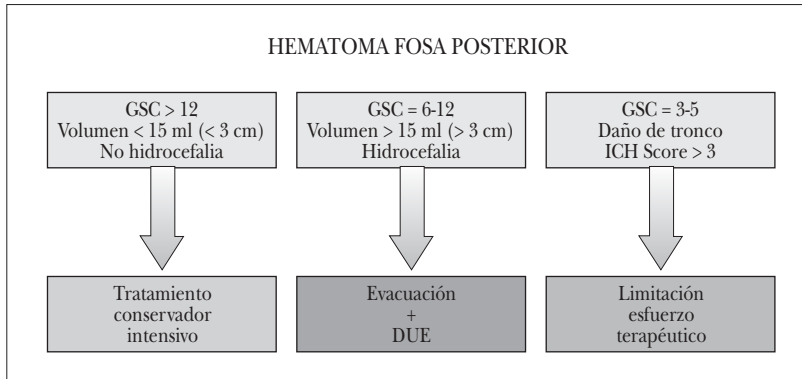 HEMATOMA FOSA POSTERIOR
GSC > 12
Volumen < 15 ml (< 3 cm)
No hidrocefalia
GSC = 6-12
Volumen > 15 ml (> 3 cm)
Hidrocefalia
GSC = 3-5
Daño de tronco
ICH Score > 3
Tratamiento
conservador
intensivo
Evacuación
+
DUE
Limitación
esfuerzo
terapéutico